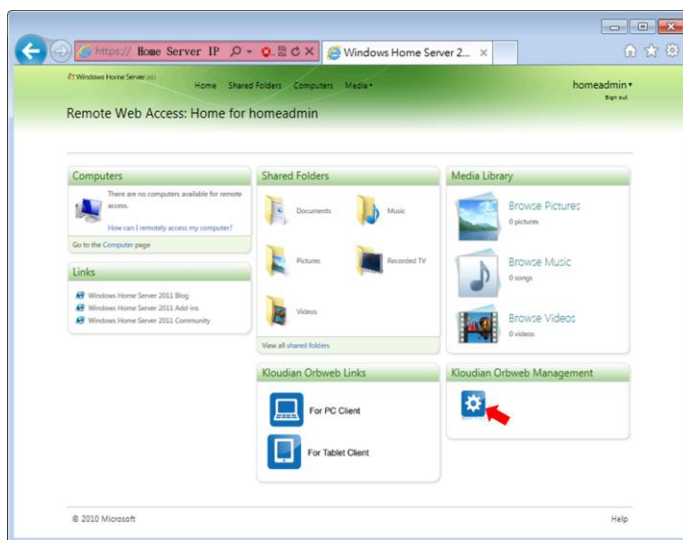 https:// Home Server IP
Windows Home Server 2...
Windows Home Server 2011
Home Shared Folders Computers Media
homeadmin
Sign out
Remote Web Access: Home for homeadmin
Computers
There are no computers available for remote
access.
How can I remotely access my computer?
Go to the Computer page
Links
Windows Home Server 2011 Blog
Windows Home Server 2011 Add-ins
Windows Home Server 2011 Community
Shared Folders
Documents
Music
Pictures
Recorded TV
Videos
View all shared folders
Media Library
Browse Pictures
0 pictures
Browse Music
0 songs
Browse Videos
0 videos
Kloudian Orbweb Links
For PC Client
For Tablet Client
Kloudian Orbweb Management
© 2010 Microsoft
Help